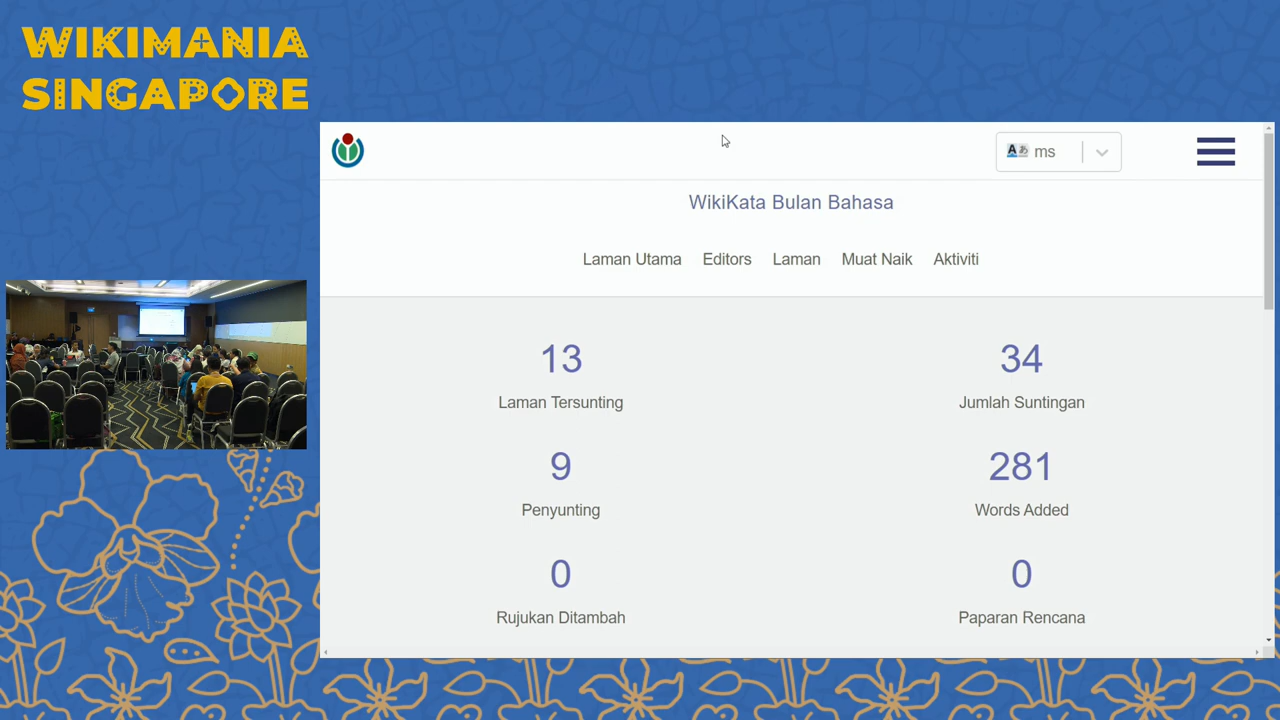 WIKIMANIA
SINGAPORE
ms
WikiKata Bulan Bahasa
Laman Utama Editors Laman Muat Naik Aktiviti
13 34
Laman Tersunting Jumlah Suntingan
9 281
Penyunting Words Added
0 0
Rujukan Ditambah Paparan Rencana